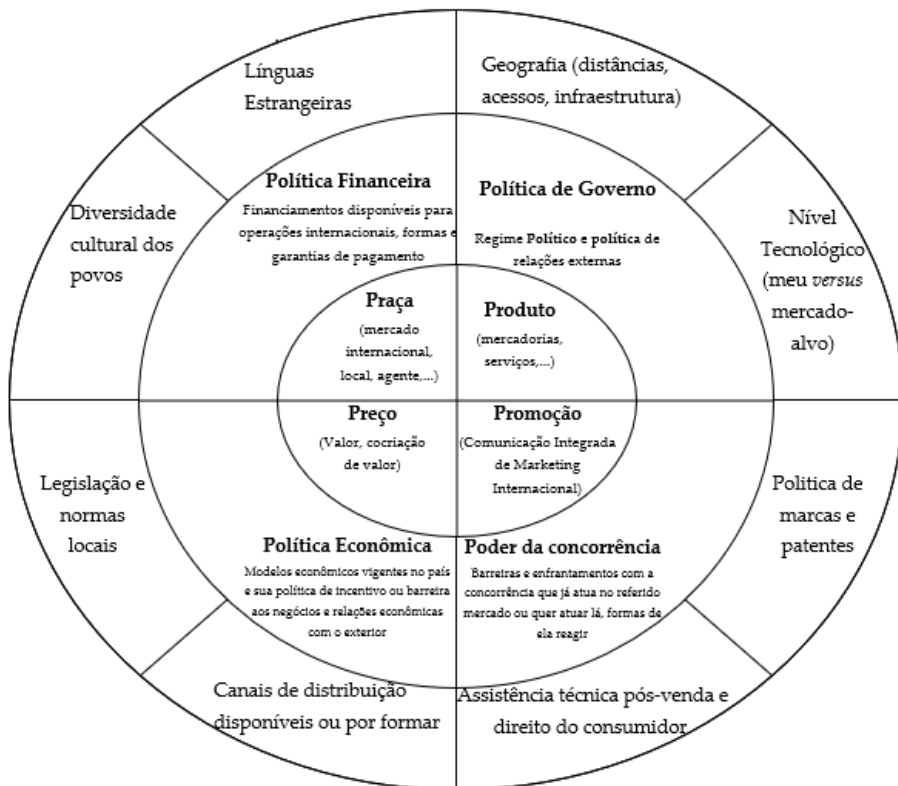 Línguas
Estrangeiras
Geografia (distâncias,
acessos, infraestrutura)
Diversidade
cultural dos
povos
Política Financeira
Financiamentos disponíveis para
operações internacionais, formas e
garantias de pagamento
Política de Governo
Regime Político e política de
relações externas
Nível
Tecnológico
(meu versus
mercado-
alvo)
Praça
(mercado
internacional,
local, agente,...)
Produto
(mercadorias,
serviços,...)
Preço
(Valor, cocriação
de valor)
Promoção
(Comunicação Integrada
de Marketing
Internacional)
Legislação e
normas
locais
Política Econômica
Modelos econômicos vigentes no país
e sua política de incentivo ou barreira
aos negócios e relações econômicas
com o exterior
Poder da concorrência
Barreiras e enfrantamentos com a
concorrência que já atua no referido
mercado ou quer atuar lá, formas de
ela reagir
Politica de
marcas e
patentes
Canais de distribuição
disponíveis ou por formar
Assistência técnica pós-venda e
direito do consumidor